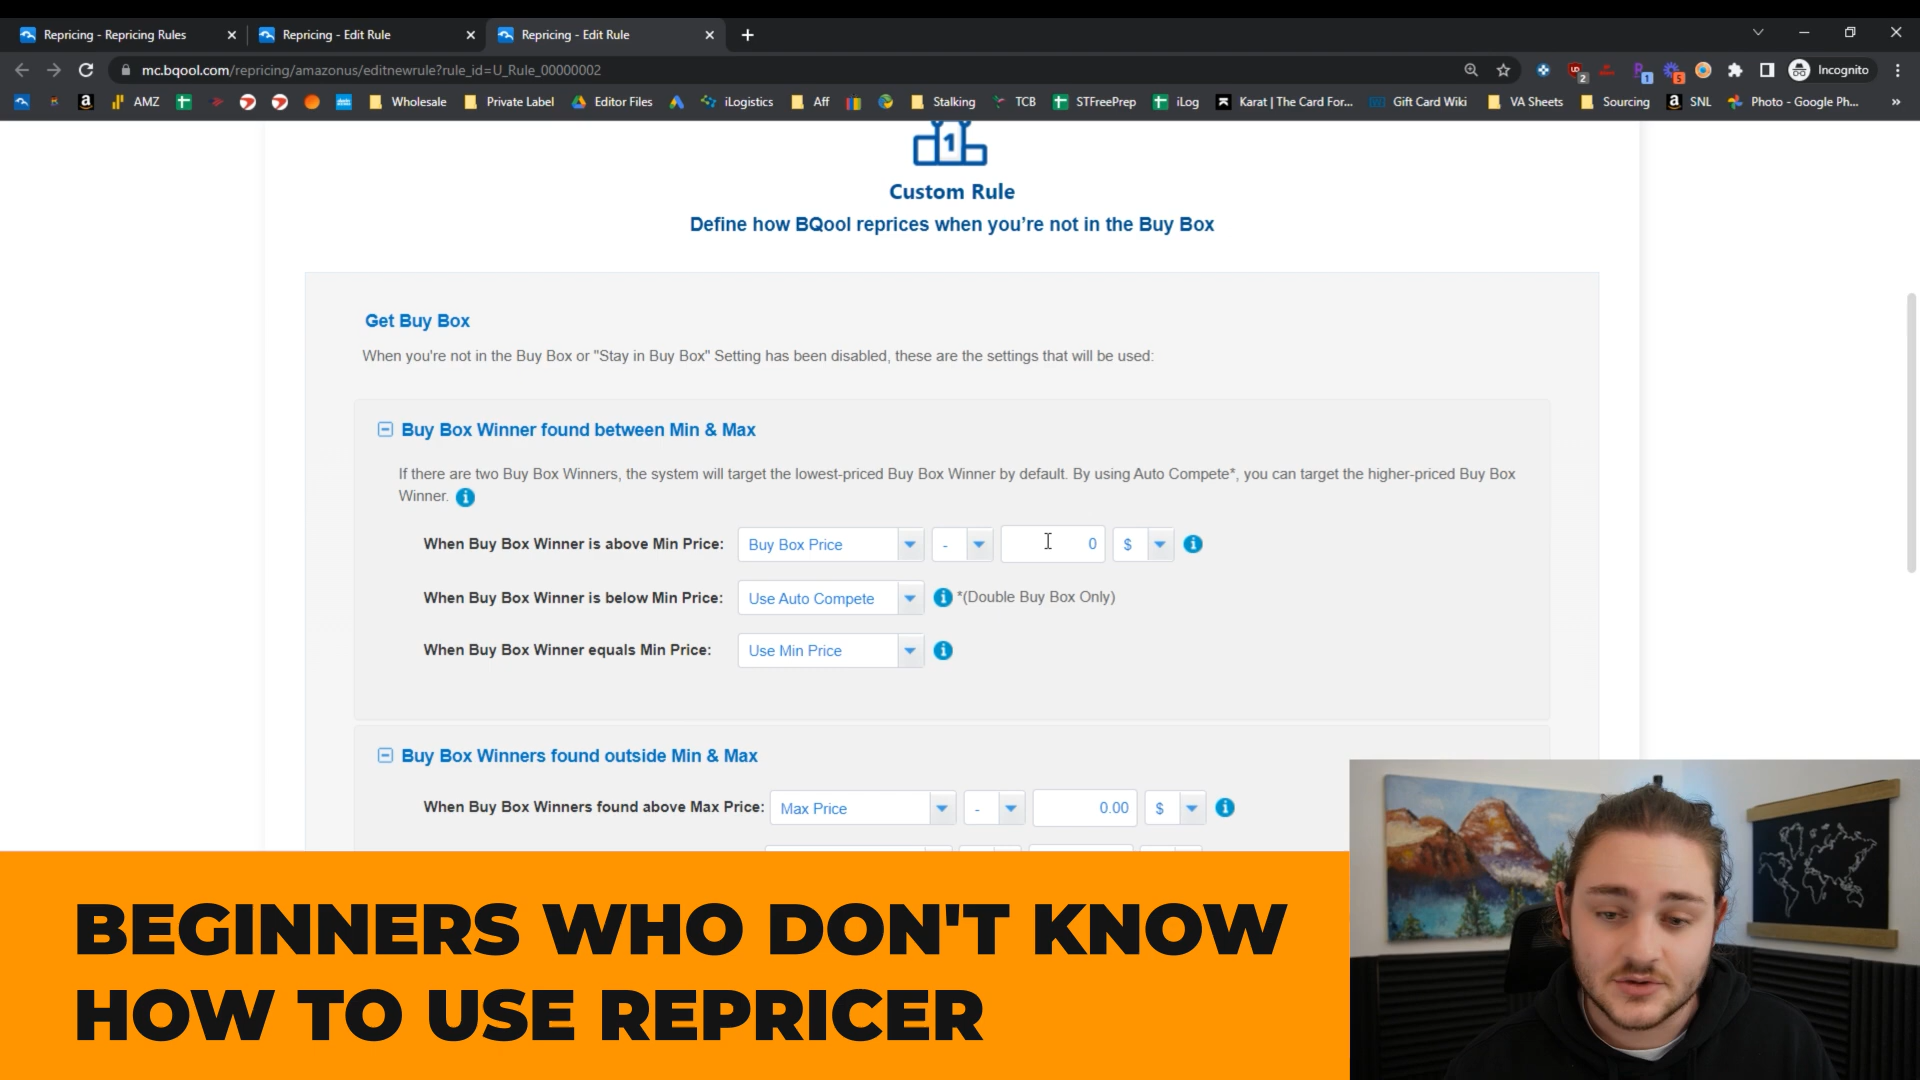 Repricing - Repricing Rules
Repricing - Edit Rule
Repricing - Edit Rule
mc.bqool.com/repricing/amazonus/editnewrule?rule_id=U_Rule_00000002
Incognito
AMZ
Wholesale
Private Label
Editor Files
iLogistics
Aff
Stalking
TCB
STFreePrep
iLog
Karat | The Card For...
Gift Card Wiki
VA Sheets
Sourcing
SNL
Photo - Google Ph...
1
Custom Rule
Define how BQool reprices when you're not in the Buy Box
Get Buy Box
When you're not in the Buy Box or "Stay in Buy Box" Setting has been disabled, these are the settings that will be used:
Buy Box Winner found between Min & Max
If there are two Buy Box Winners, the system will target the lowest-priced Buy Box Winner by default. By using Auto Compete*, you can target the higher-priced Buy Box
Winner.
When Buy Box Winner is above Min Price: Buy Box Price - 0 $
When Buy Box Winner is below Min Price: Use Auto Compete *(Double Buy Box Only)
When Buy Box Winner equals Min Price: Use Min Price
Buy Box Winners found outside Min & Max
When Buy Box Winners found above Max Price: Max Price - 0.00 $
BEGINNERS WHO DON'T KNOW
HOW TO USE REPRICER